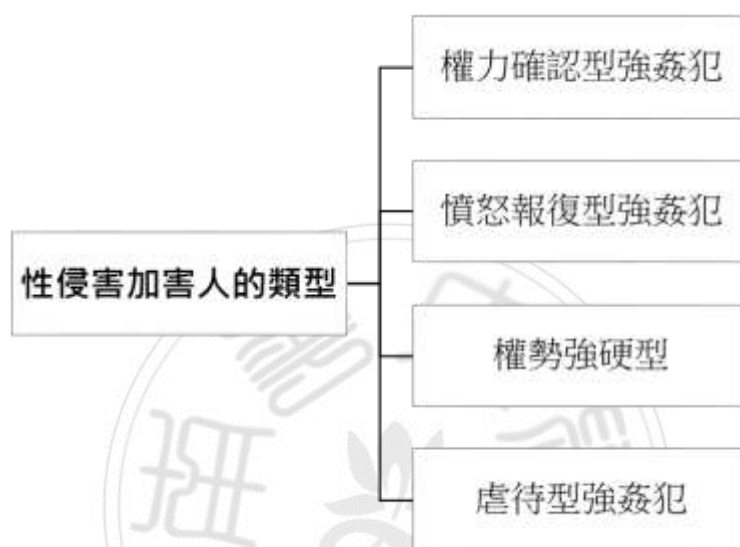 權力確認型強姦犯
憤怒報復型強姦犯
性侵害加害人的類型
權勢強硬型
虐待型強姦犯